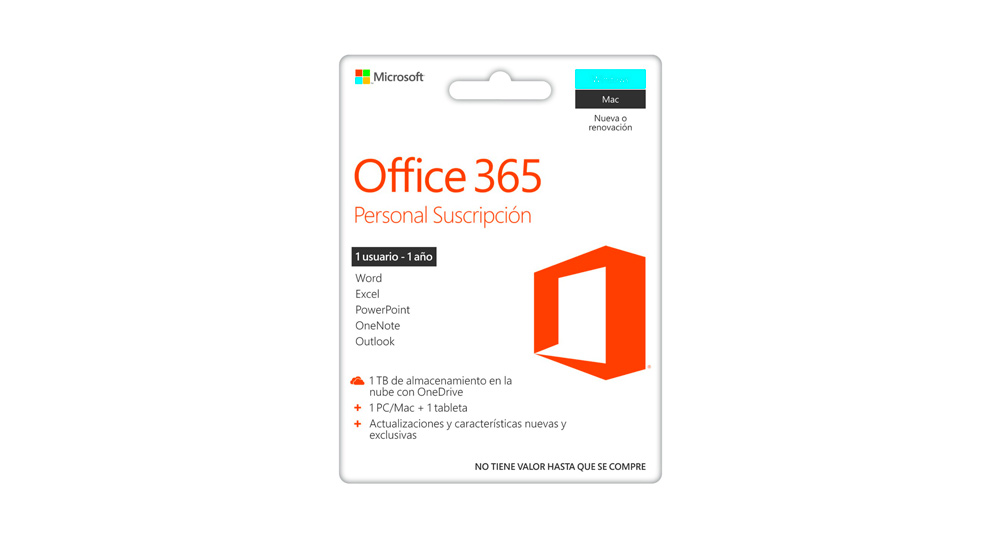 Microsoft
Mac
Nueva o
renovación
Office 365
Personal Suscripción
1 usuario - 1 año
Word
Excel
PowerPoint
OneNote
Outlook
1 TB de almacenamiento en la
nube con OneDrive
+ 1 PC/Mac + 1 tableta
+ Actualizaciones y características nuevas y
exclusivas
NO TIENE VALOR HASTA QUE SE COMPRE